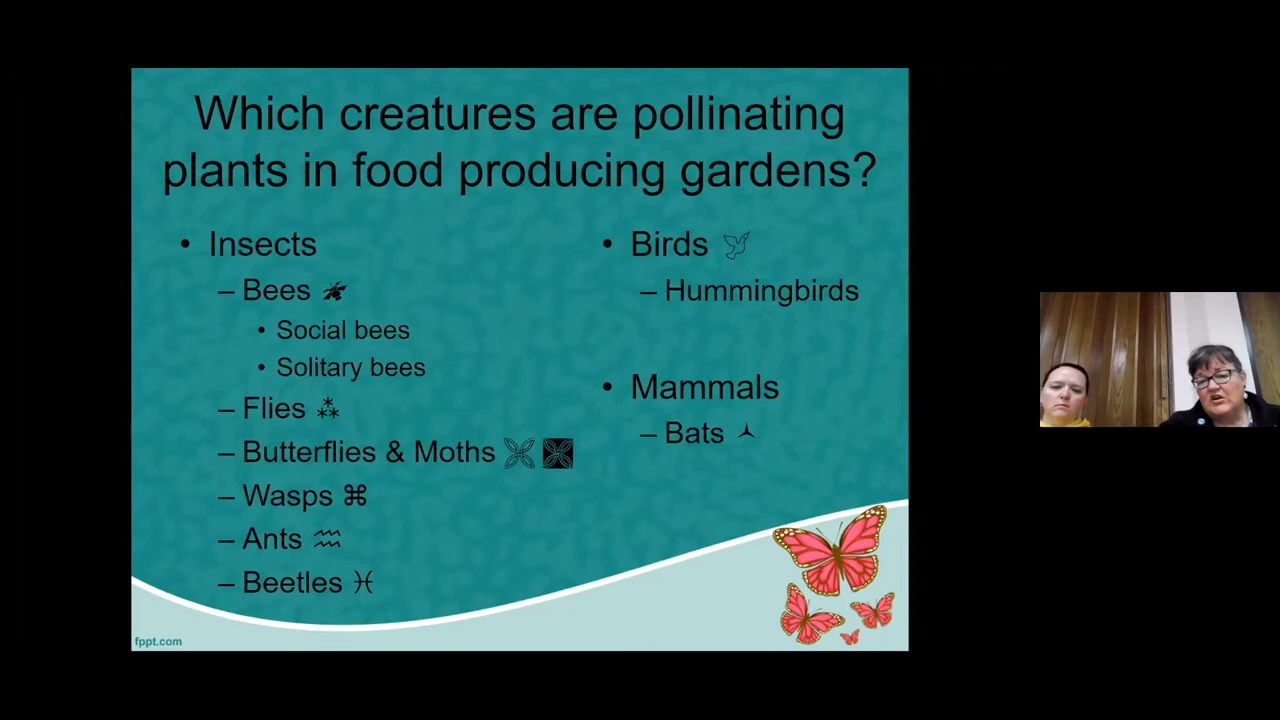 Which creatures are pollinating
plants in food producing gardens?
• Insects
– Bees
• Social bees
• Solitary bees
– Flies ⁂
– Butterflies & Moths
– Wasps ⌘
– Ants ♒
– Beetles ♓
• Birds
– Hummingbirds
• Mammals
– Bats
fppt.com